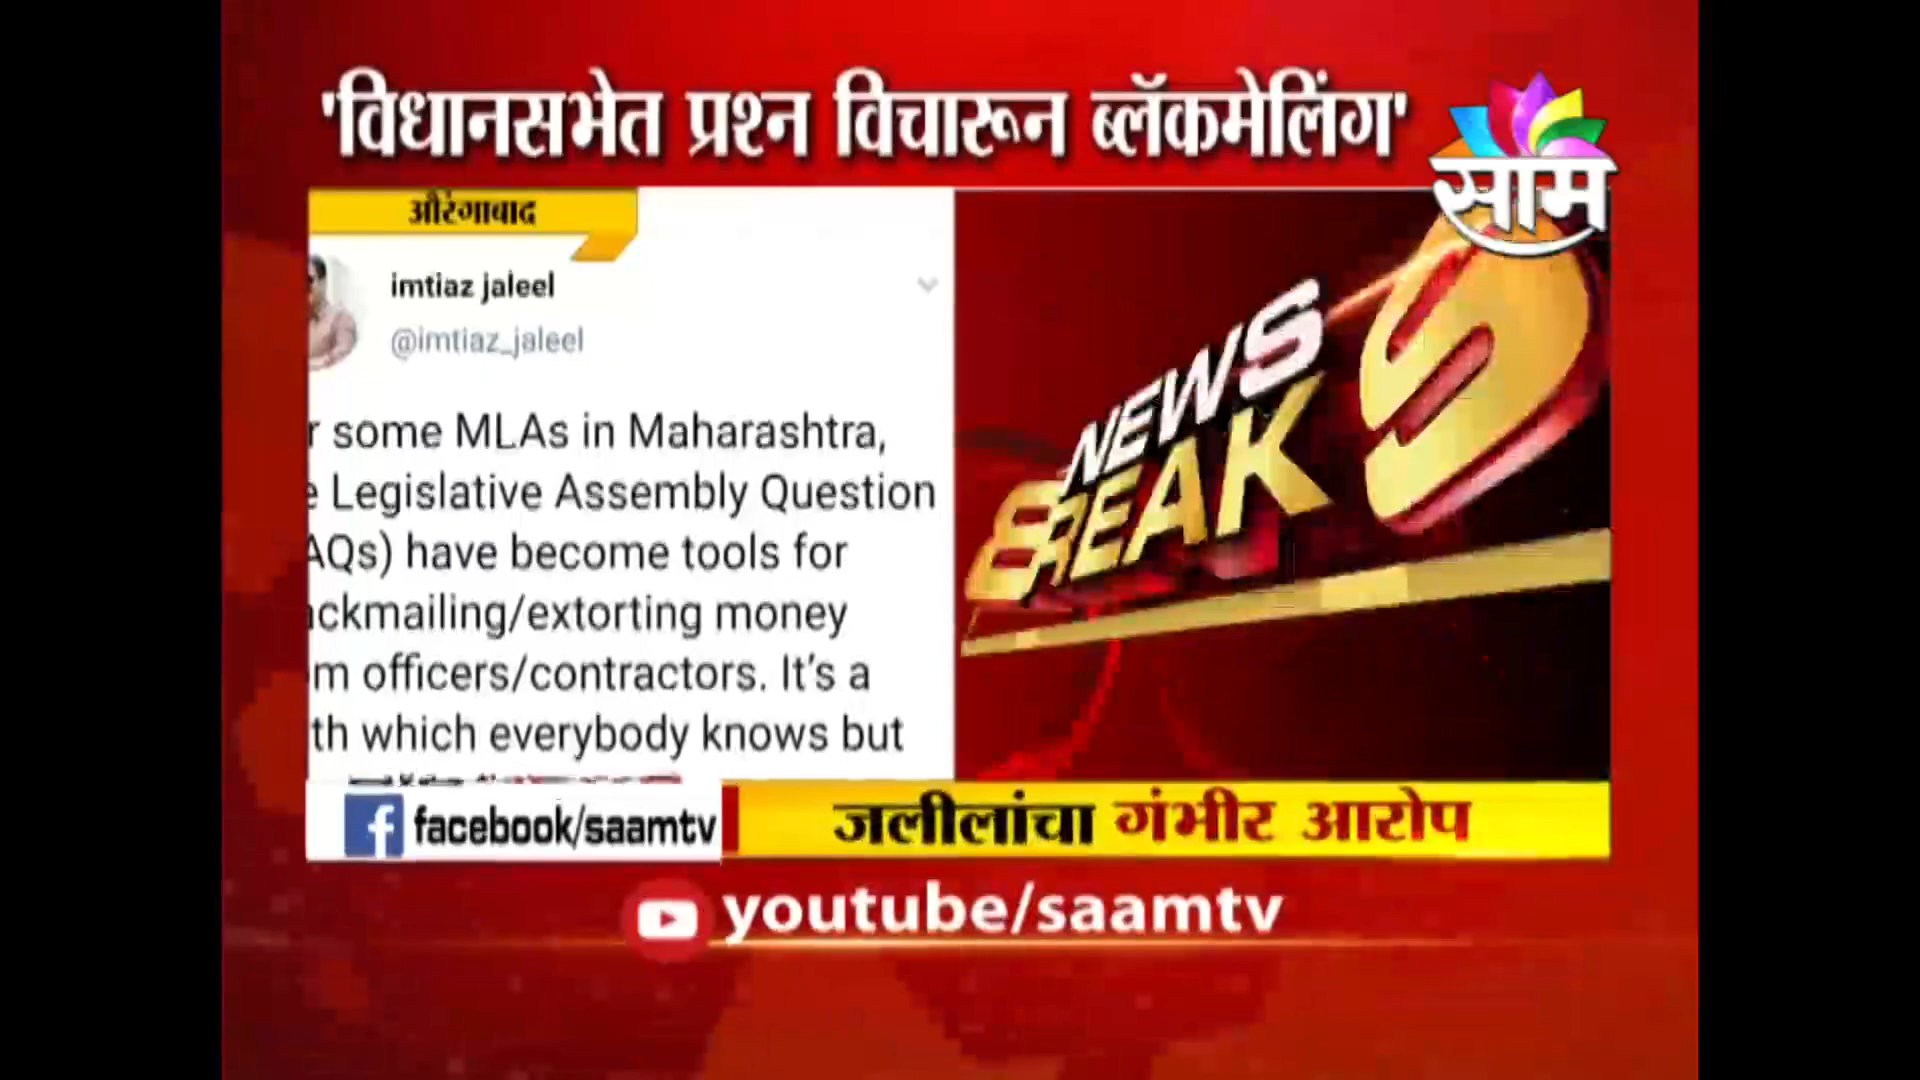 'विधानसभेत प्रश्न विचारून ब्लॅकमेलिंग'
साम
औरंगाबाद
imtiaz jaleel
@imtiaz_jaleel
r some MLAs in Maharashtra,
e Legislative Assembly Question
AQs) have become tools for
ackmailing/extorting money
m officers/contractors. It's a
th which everybody knows but
NEWS
BREAK
facebook/saamtv
जलीलांचा गंभीर आरोप
youtube/saamtv